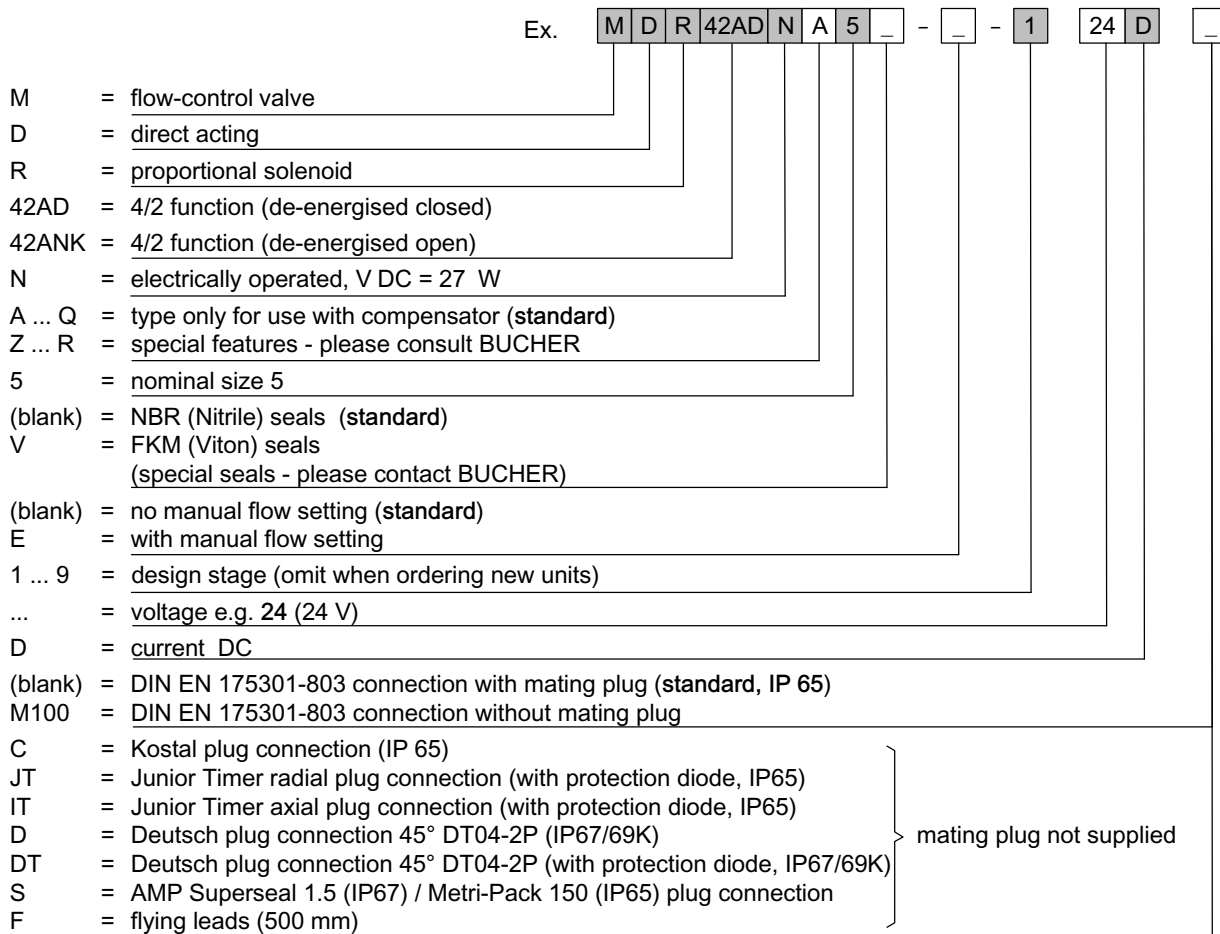 Ex. M D R 42AD N A 5 _ – _ – 1 24 D _
M = flow-control valve
D = direct acting
R = proportional solenoid
42AD = 4/2 function (de-energised closed)
42ANK = 4/2 function (de-energised open)
N = electrically operated, V DC = 27 W
A ... Q = type only for use with compensator (standard)
Z ... R = special features - please consult BUCHER
5 = nominal size 5
(blank) = NBR (Nitrile) seals (standard)
V = FKM (Viton) seals
(special seals - please contact BUCHER)
(blank) = no manual flow setting (standard)
E = with manual flow setting
1 ... 9 = design stage (omit when ordering new units)
... = voltage e.g. 24 (24 V)
D = current DC
(blank) = DIN EN 175301-803 connection with mating plug (standard, IP 65)
M100 = DIN EN 175301-803 connection without mating plug
C = Kostal plug connection (IP 65)
JT = Junior Timer radial plug connection (with protection diode, IP65)
IT = Junior Timer axial plug connection (with protection diode, IP65)
D = Deutsch plug connection 45° DT04-2P (IP67/69K) mating plug not supplied
DT = Deutsch plug connection 45° DT04-2P (with protection diode, IP67/69K)
S = AMP Superseal 1.5 (IP67) / Metri-Pack 150 (IP65) plug connection
F = flying leads (500 mm)